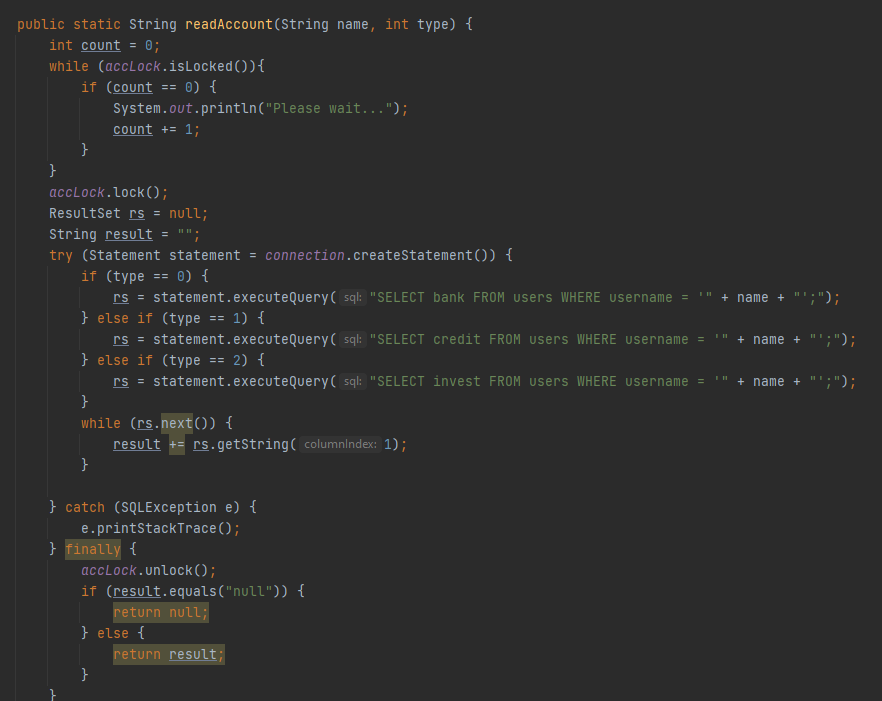 public static String readAccount(String name, int type) {
    int count = 0;
    while (accLock.isLocked()){
        if (count == 0) {
            System.out.println("Please wait...");
            count += 1;
        }
    }
    accLock.lock();
    ResultSet rs = null;
    String result = "";
    try (Statement statement = connection.createStatement()) {
        if (type == 0) {
            rs = statement.executeQuery( sql: "SELECT bank FROM users WHERE username = '" + name + "';");
        } else if (type == 1) {
            rs = statement.executeQuery( sql: "SELECT credit FROM users WHERE username = '" + name + "';");
        } else if (type == 2) {
            rs = statement.executeQuery( sql: "SELECT invest FROM users WHERE username = '" + name + "';");
        }
        while (rs.next()) {
            result += rs.getString( columnIndex: 1);
        }
    } catch (SQLException e) {
        e.printStackTrace();
    } finally {
        accLock.unlock();
        if (result.equals("null")) {
            return null;
        } else {
            return result;
        }
    }